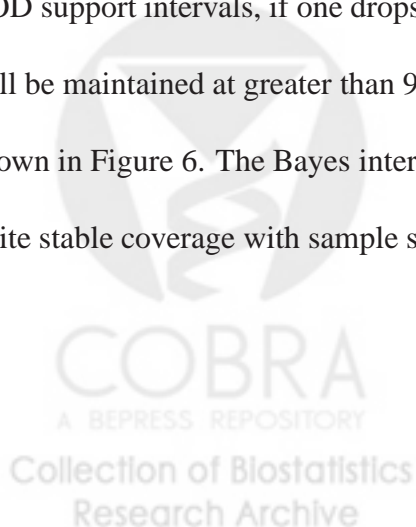 OD support intervals, if one drops
ll be maintained at greater than 9
own in Figure 6. The Bayes inter
ite stable coverage with sample s
COBRA
A BEPRESS REPOSITORY
Collection of Biostatistics
Research Archive